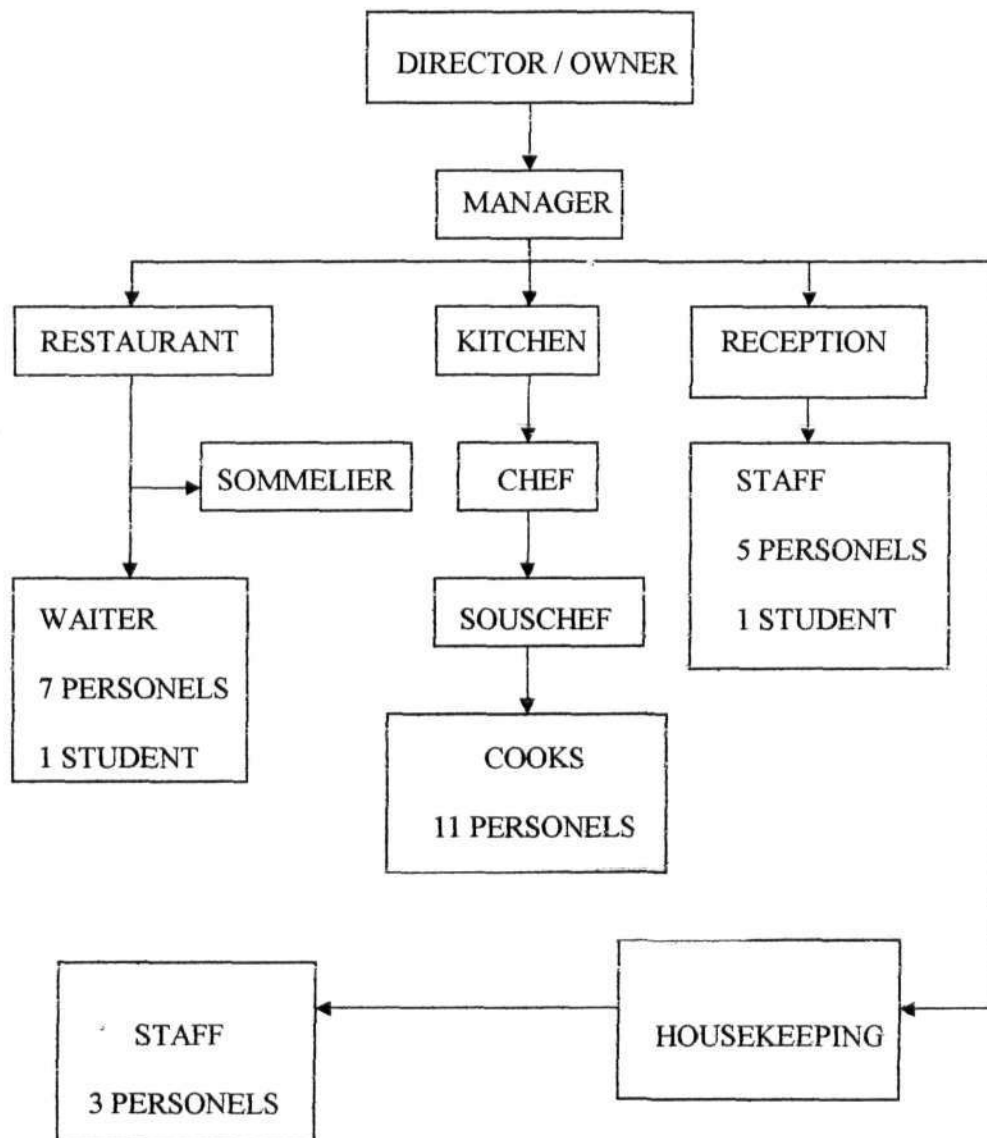 DIRECTOR / OWNER
MANAGER
RESTAURANT
KITCHEN
RECEPTION
SOMMELIER
CHEF
STAFF
5 PERSONELS
1 STUDENT
WAITER
7 PERSONELS
1 STUDENT
SOUSCHEF
COOKS
11 PERSONELS
HOUSEKEEPING
STAFF
3 PERSONELS